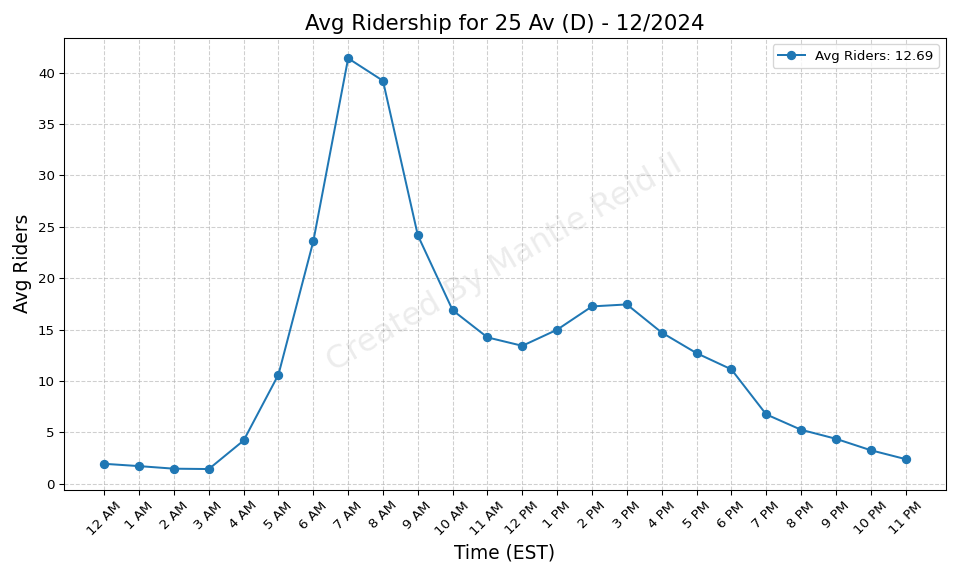 Avg Ridership for 25 Av (D) - 12/2024
Avg Riders: 12.69
40
35
30
25
20
15
10
5
0
Avg Riders
Created By Mantie Reid II
12 AM
1 AM
2 AM
3 AM
4 AM
5 AM
6 AM
7 AM
8 AM
9 AM
10 AM
11 AM
12 PM
1 PM
2 PM
3 PM
4 PM
5 PM
6 PM
7 PM
8 PM
9 PM
10 PM
11 PM
Time (EST)